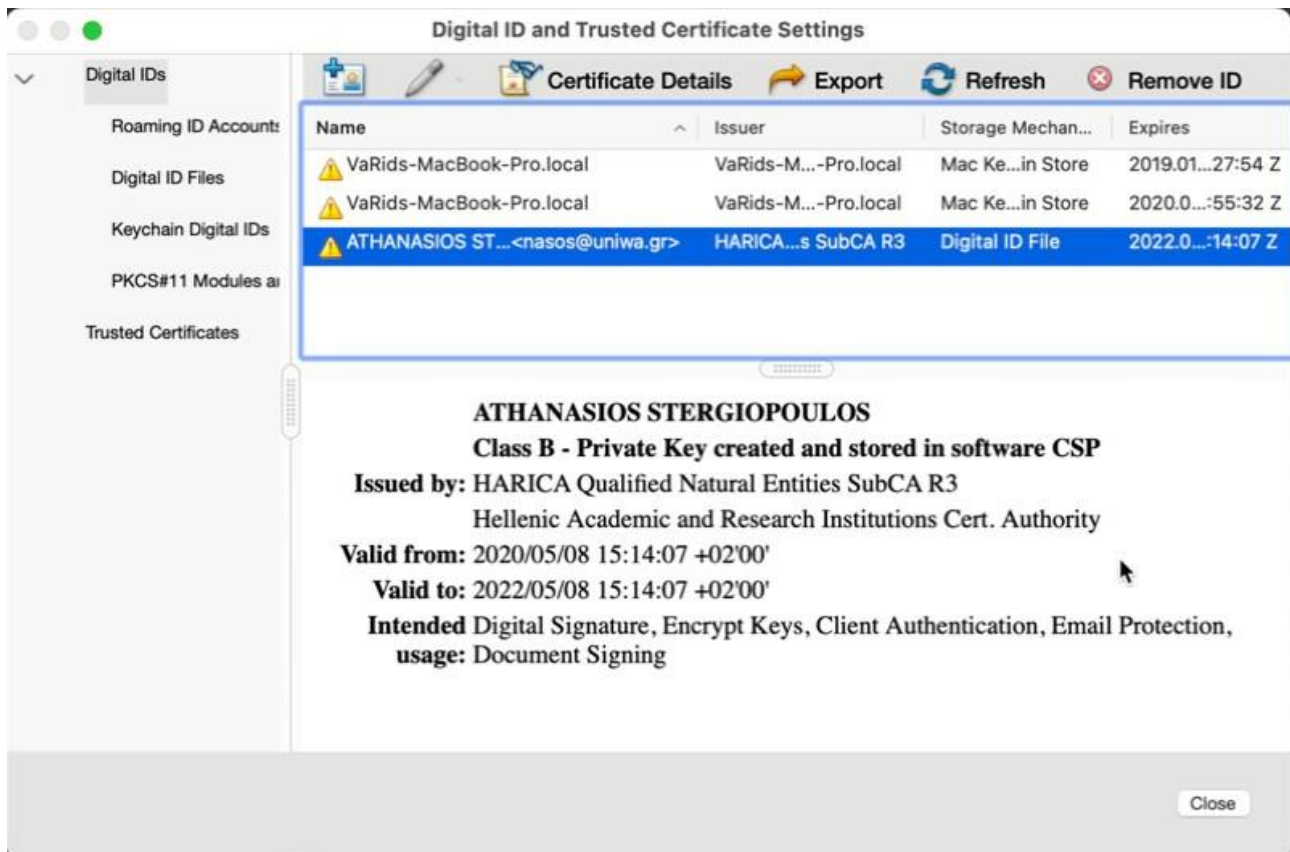 Digital ID and Trusted Certificate Settings
Digital IDs
Roaming ID Accounts
Digital ID Files
Keychain Digital IDs
PKCS#11 Modules a
Trusted Certificates
Certificate Details Export Refresh Remove ID
Name Issuer Storage Mechan... Expires
VaRids-MacBook-Pro.local VaRids-M...-Pro.local Mac Ke...in Store 2019.01...27:54 Z
VaRids-MacBook-Pro.local VaRids-M...-Pro.local Mac Ke...in Store 2020.0...:55:32 Z
ATHANASIOS ST...<nasos@uniwa.gr> HARICA...s SubCA R3 Digital ID File 2022.0...:14:07 Z
ATHANASIOS STERGIOPOULOS
Class B - Private Key created and stored in software CSP
Issued by: HARICA Qualified Natural Entities SubCA R3
Hellenic Academic and Research Institutions Cert. Authority
Valid from: 2020/05/08 15:14:07 +02'00'
Valid to: 2022/05/08 15:14:07 +02'00'
Intended Digital Signature, Encrypt Keys, Client Authentication, Email Protection,
usage: Document Signing
Close